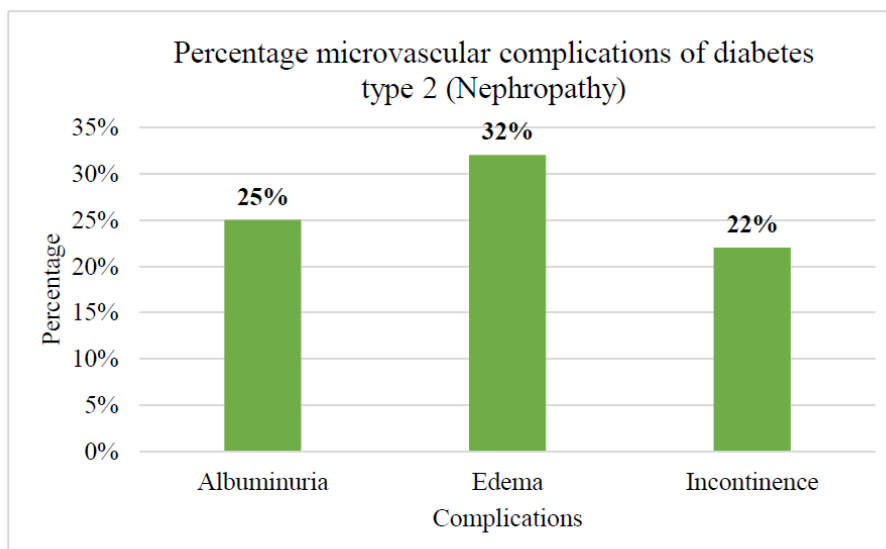 Percentage microvascular complications of diabetes
type 2 (Nephropathy)
35%
30%
25%
20%
15%
10%
5%
0%
Percentage
25%
32%
22%
Albuminuria
Edema
Incontinence
Complications